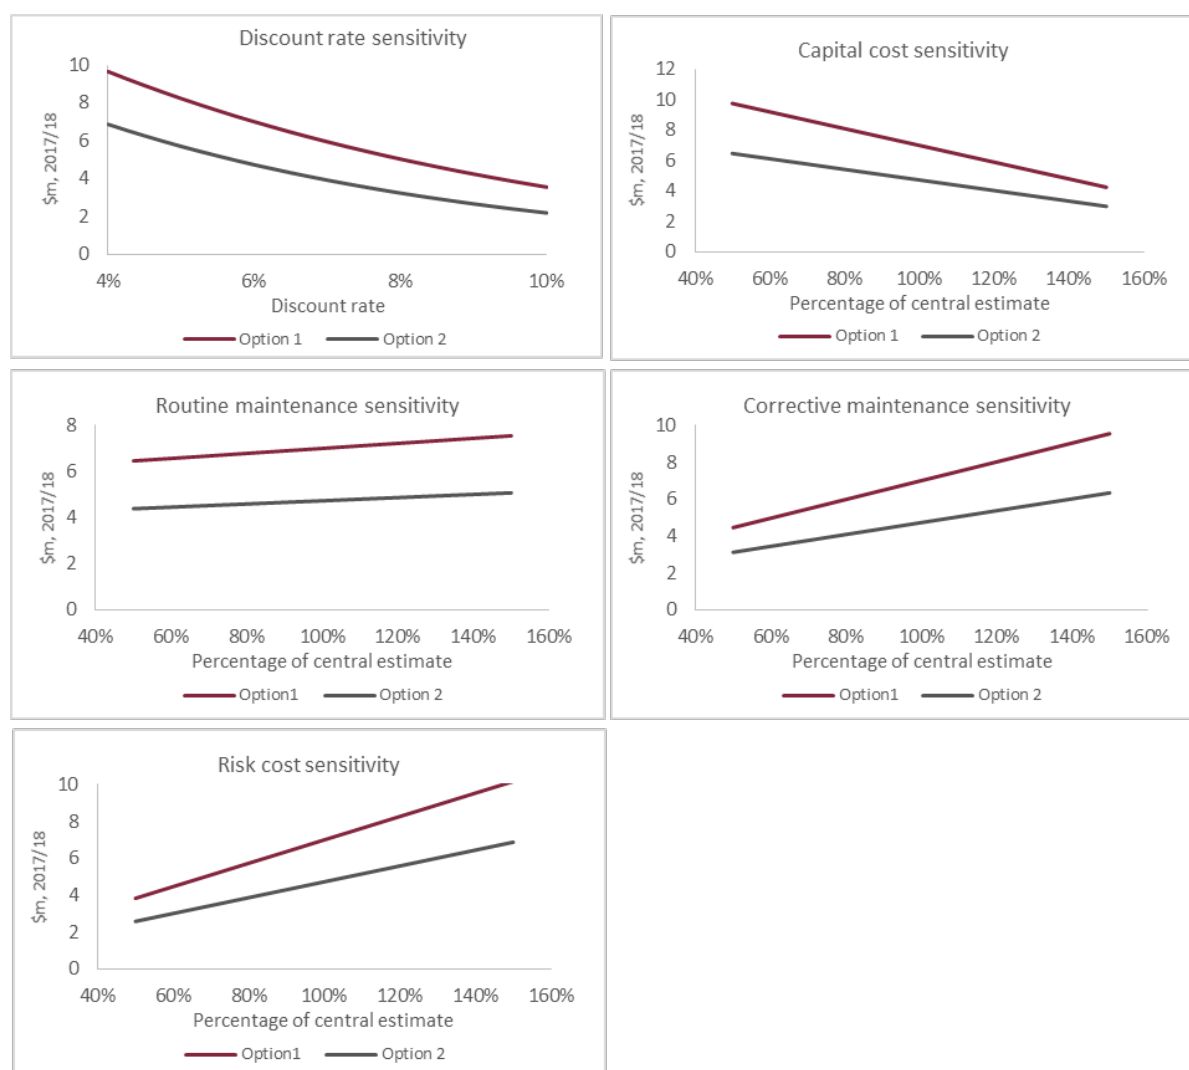 Discount rate sensitivity
$m, 2017/18
10
8
6
4
2
0
4% 6% 8% 10%
Discount rate
Option 1 Option 2
Capital cost sensitivity
$m, 2017/18
12
10
8
6
4
2
0
40% 60% 80% 100% 120% 140% 160%
Percentage of central estimate
Option 1 Option 2
Routine maintenance sensitivity
$m, 2017/18
8
6
4
2
0
40% 60% 80% 100% 120% 140% 160%
Percentage of central estimate
Option1 Option 2
Corrective maintenance sensitivity
$m, 2017/18
10
8
6
4
2
0
40% 60% 80% 100% 120% 140% 160%
Percentage of central estimate
Option1 Option 2
Risk cost sensitivity
$m, 2017/18
10
8
6
4
2
0
40% 60% 80% 100% 120% 140% 160%
Percentage of central estimate
Option1 Option 2